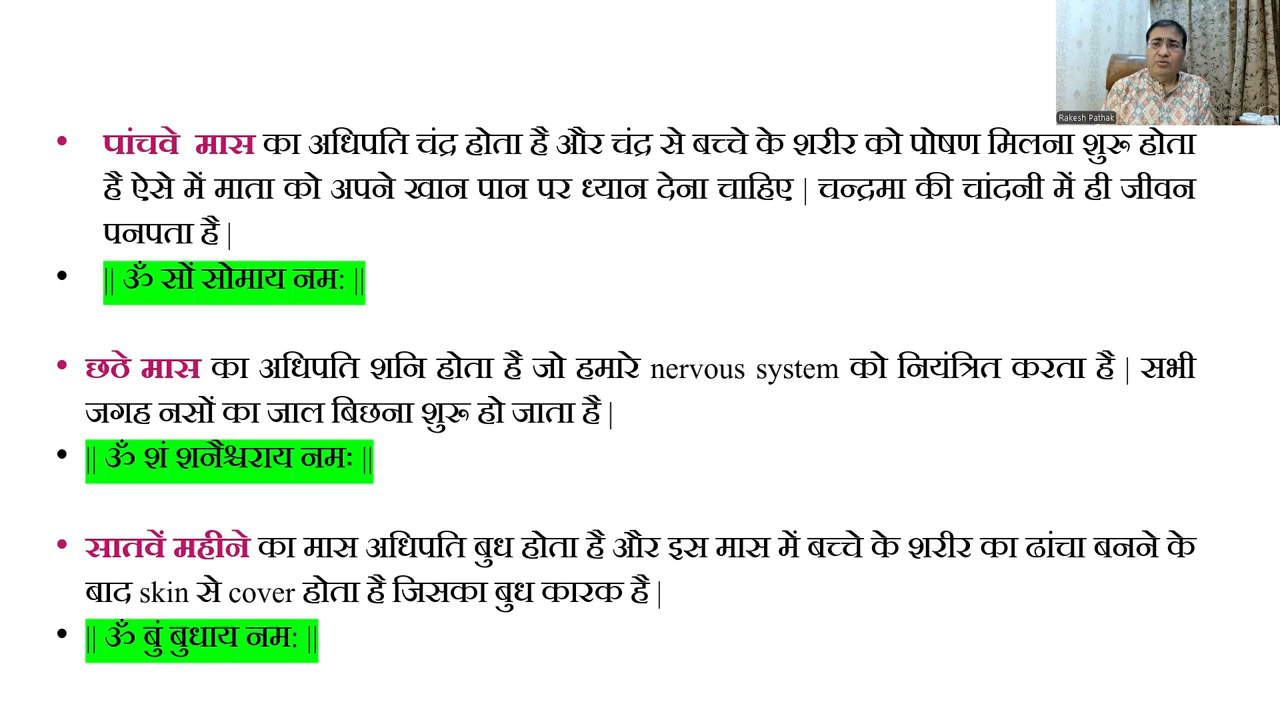 Rakesh Pathak
• पांचवे मास का अधिपति चंद्र होता है और चंद्र से बच्चे के शरीर को पोषण मिलना शुरू होता
है ऐसे में माता को अपने खान पान पर ध्यान देना चाहिए | चन्द्रमा की चांदनी में ही जीवन
पनपता है |
• || ॐ सों सोमाय नम: ||
• छठे मास का अधिपति शनि होता है जो हमारे nervous system को नियंत्रित करता है | सभी
जगह नसों का जाल बिछना शुरू हो जाता है |
• || ॐ शं शनैश्चराय नमः ||
• सातवें महीने का मास अधिपति बुध होता है और इस मास में बच्चे के शरीर का ढांचा बनने के
बाद skin से cover होता है जिसका बुध कारक है |
• || ॐ बुं बुधाय नम: ||